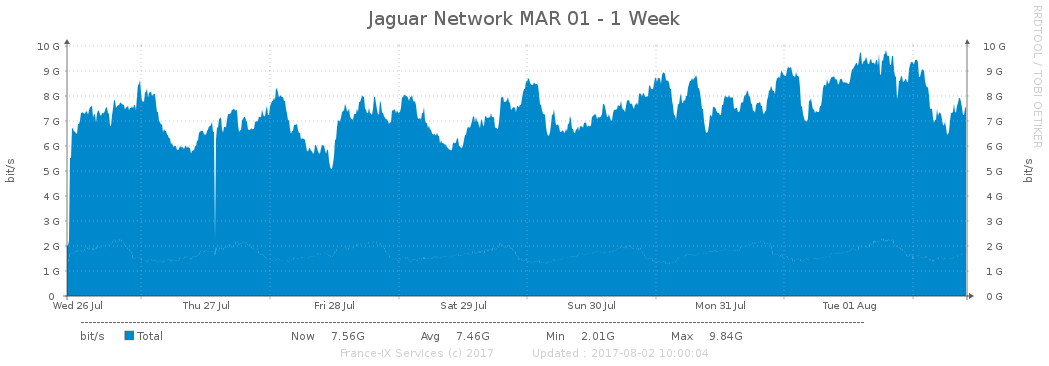 Jaguar Network MAR 01 - 1 Week
RRDTOOL / TOBI OETIKER
10 G 10 G
9 G 9 G
8 G 8 G
7 G 7 G
6 G 6 G
5 G 5 G
4 G 4 G
3 G 3 G
2 G 2 G
1 G 1 G
0 0 G
bit/s
bit/s
Wed 26 Jul Thu 27 Jul Fri 28 Jul Sat 29 Jul Sun 30 Jul Mon 31 Jul Tue 01 Aug
bit/s Total Now 7.56G Avg 7.46G Min 2.01G Max 9.84G
France-IX Services (c) 2017 Updated : 2017-08-02 10:00:04